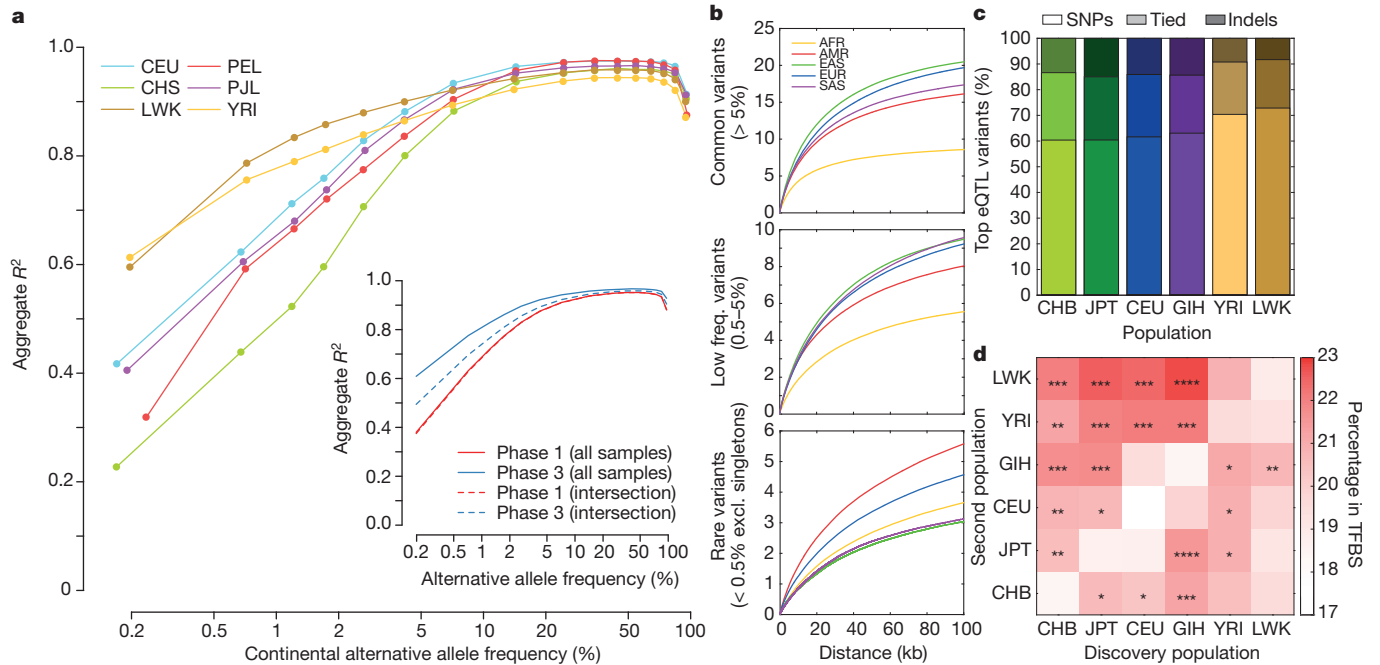 a
Aggregate R²
1.0
0.8
0.6
0.4
0.2
0
CEU
PEL
CHS
PJL
LWK
YRI
0.2
0.5
1
2
5
10
20
50
100
Continental alternative allele frequency (%)
Aggregate R²
1.0
0.8
0.6
0.4
0.2
0.0
Phase 1 (all samples)
Phase 3 (all samples)
Phase 1 (intersection)
Phase 3 (intersection)
0.2
0.5
1
2
5
10
20
50
100
Alternative allele frequency (%)
b
Common variants
(> 5%)
25
20
15
10
5
0
AFR
AMR
EAS
EUR
SAS
Low freq. variants
(0.5–5%)
10
8
6
4
2
0
Rare variants
(< 0.5% excl. singletons)
6
5
4
3
2
1
0
0
20
40
60
80
100
Distance (kb)
c
SNPs
Tied
Indels
Top eQTL variants (%)
100
90
80
70
60
50
40
30
20
10
0
CHB
JPT
CEU
GIH
YRI
LWK
Population
d
Second population
LWK
*** *** *** ****
YRI
** *** *** ***
GIH
*** *** * **
CEU
** * *
JPT
** **** *
CHB
* * ***
CHB
JPT
CEU
GIH
YRI
LWK
Discovery population
23
22
21
20
19
18
17
Percentage in TFBS